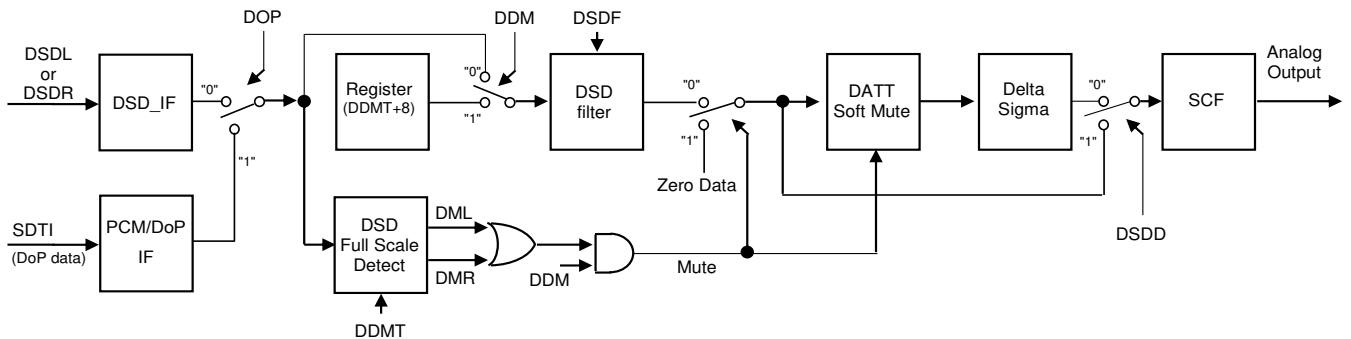 DOP
DSDL
or
DSDR
DSD_IF
"0"
"1"
SDTI
(DoP data)
PCM/DoP
IF
Register
(DDMT+8)
DDM
"0"
"1"
DSDF
DSD
filter
"0"
"1"
Zero Data
DATT
Soft Mute
Delta
Sigma
"0"
"1"
DSDD
SCF
Analog
Output
DSD
Full Scale
Detect
DML
DMR
DDM
Mute
DDMT